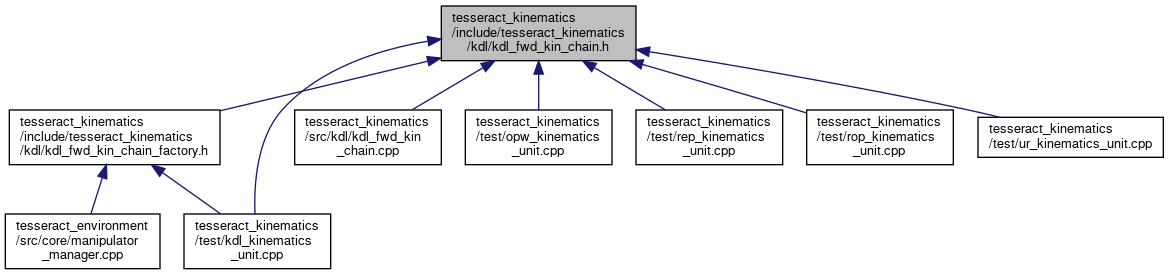 tesseract_kinematics
/include/tesseract_kinematics
/kdl/kdl_fwd_kin_chain.h
tesseract_kinematics
/include/tesseract_kinematics
/kdl/kdl_fwd_kin_chain_factory.h
tesseract_kinematics
/src/kdl/kdl_fwd_kin
_chain.cpp
tesseract_kinematics
/test/opw_kinematics
_unit.cpp
tesseract_kinematics
/test/rep_kinematics
_unit.cpp
tesseract_kinematics
/test/rop_kinematics
_unit.cpp
tesseract_kinematics
/test/ur_kinematics_unit.cpp
tesseract_environment
/src/core/manipulator
_manager.cpp
tesseract_kinematics
/test/kdl_kinematics
_unit.cpp